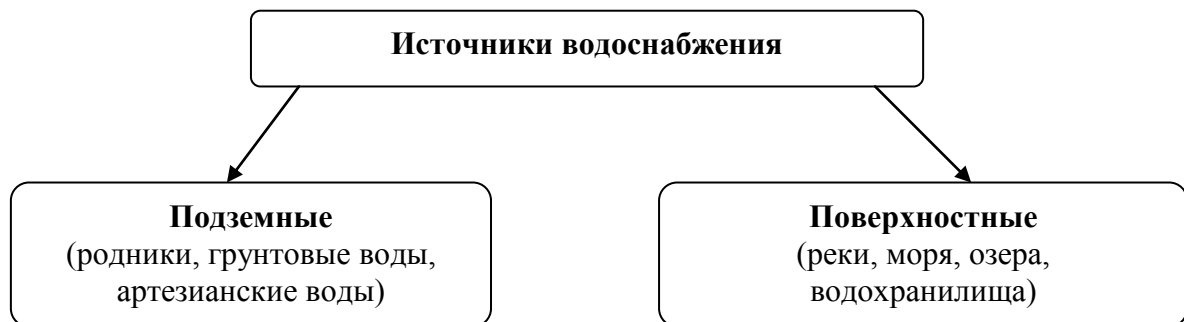 Источники водоснабжения
Подземные
(родники, грунтовые воды,
артезианские воды)
Поверхностные
(реки, моря, озера,
водохранилища)